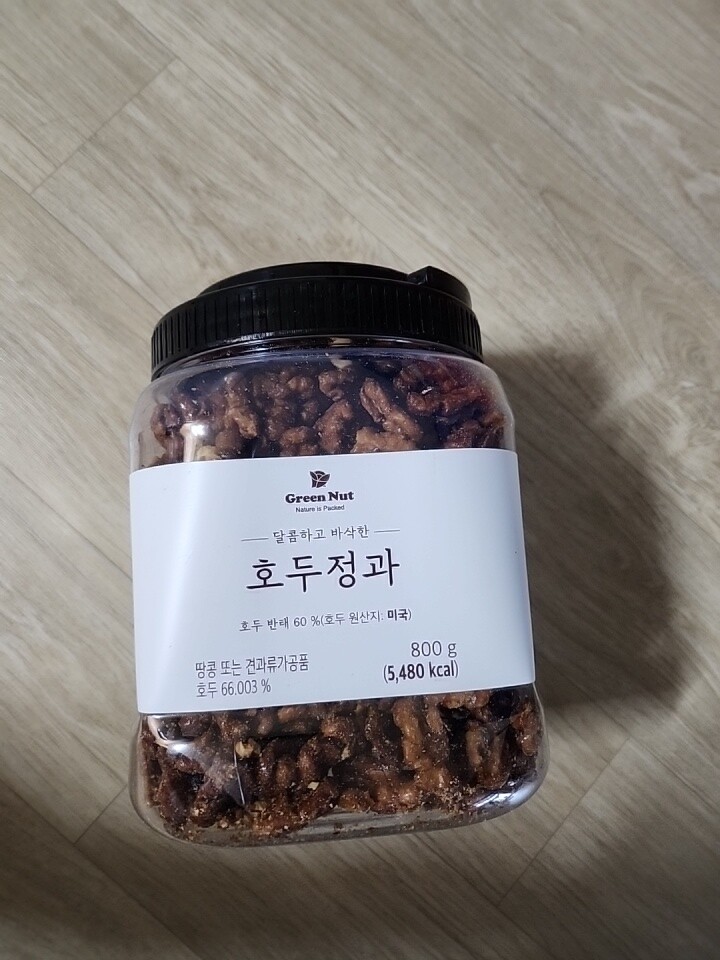 Green Nut
Nature is Packed
달콤하고 바삭한
호두정과
호두 반태 60 %(호두 원산지: 미국)
땅콩 또는 견과류가공품
호두 66.003 %
800 g
(5,480 kcal)